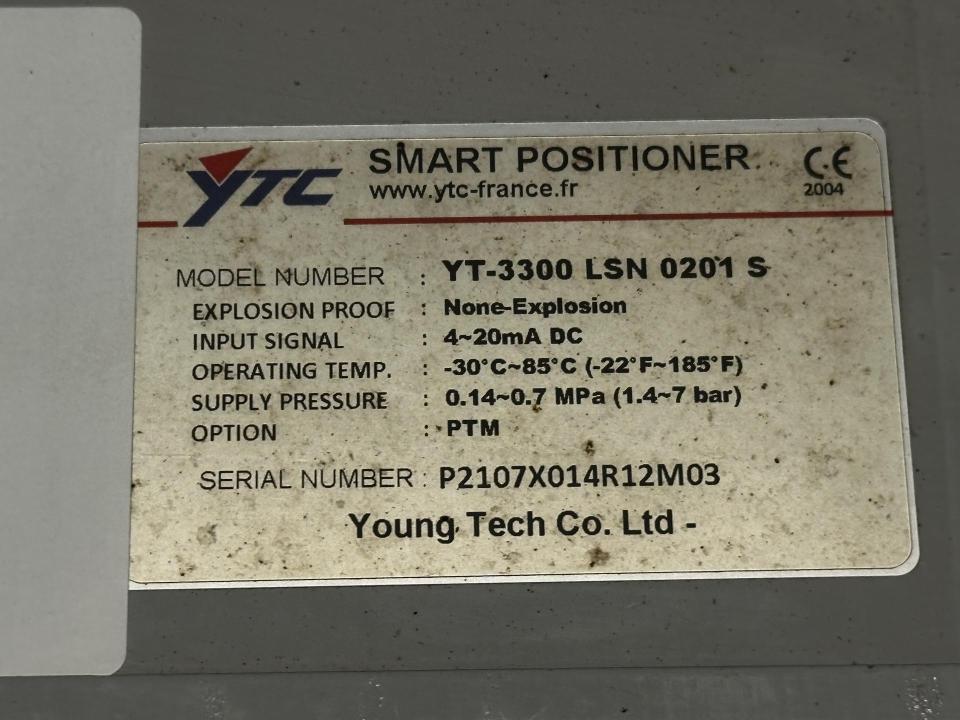 YTC SMART POSITIONER CE
www.ytc-france.fr 2004
MODEL NUMBER : YT-3300 LSN 0201 S
EXPLOSION PROOF : None-Explosion
INPUT SIGNAL : 4~20mA DC
OPERATING TEMP. : -30°C~85°C (-22°F~185°F)
SUPPLY PRESSURE : 0.14~0.7 MPa (1.4~7 bar)
OPTION : PTM
SERIAL NUMBER : P2107X014R12M03
Young Tech Co. Ltd -